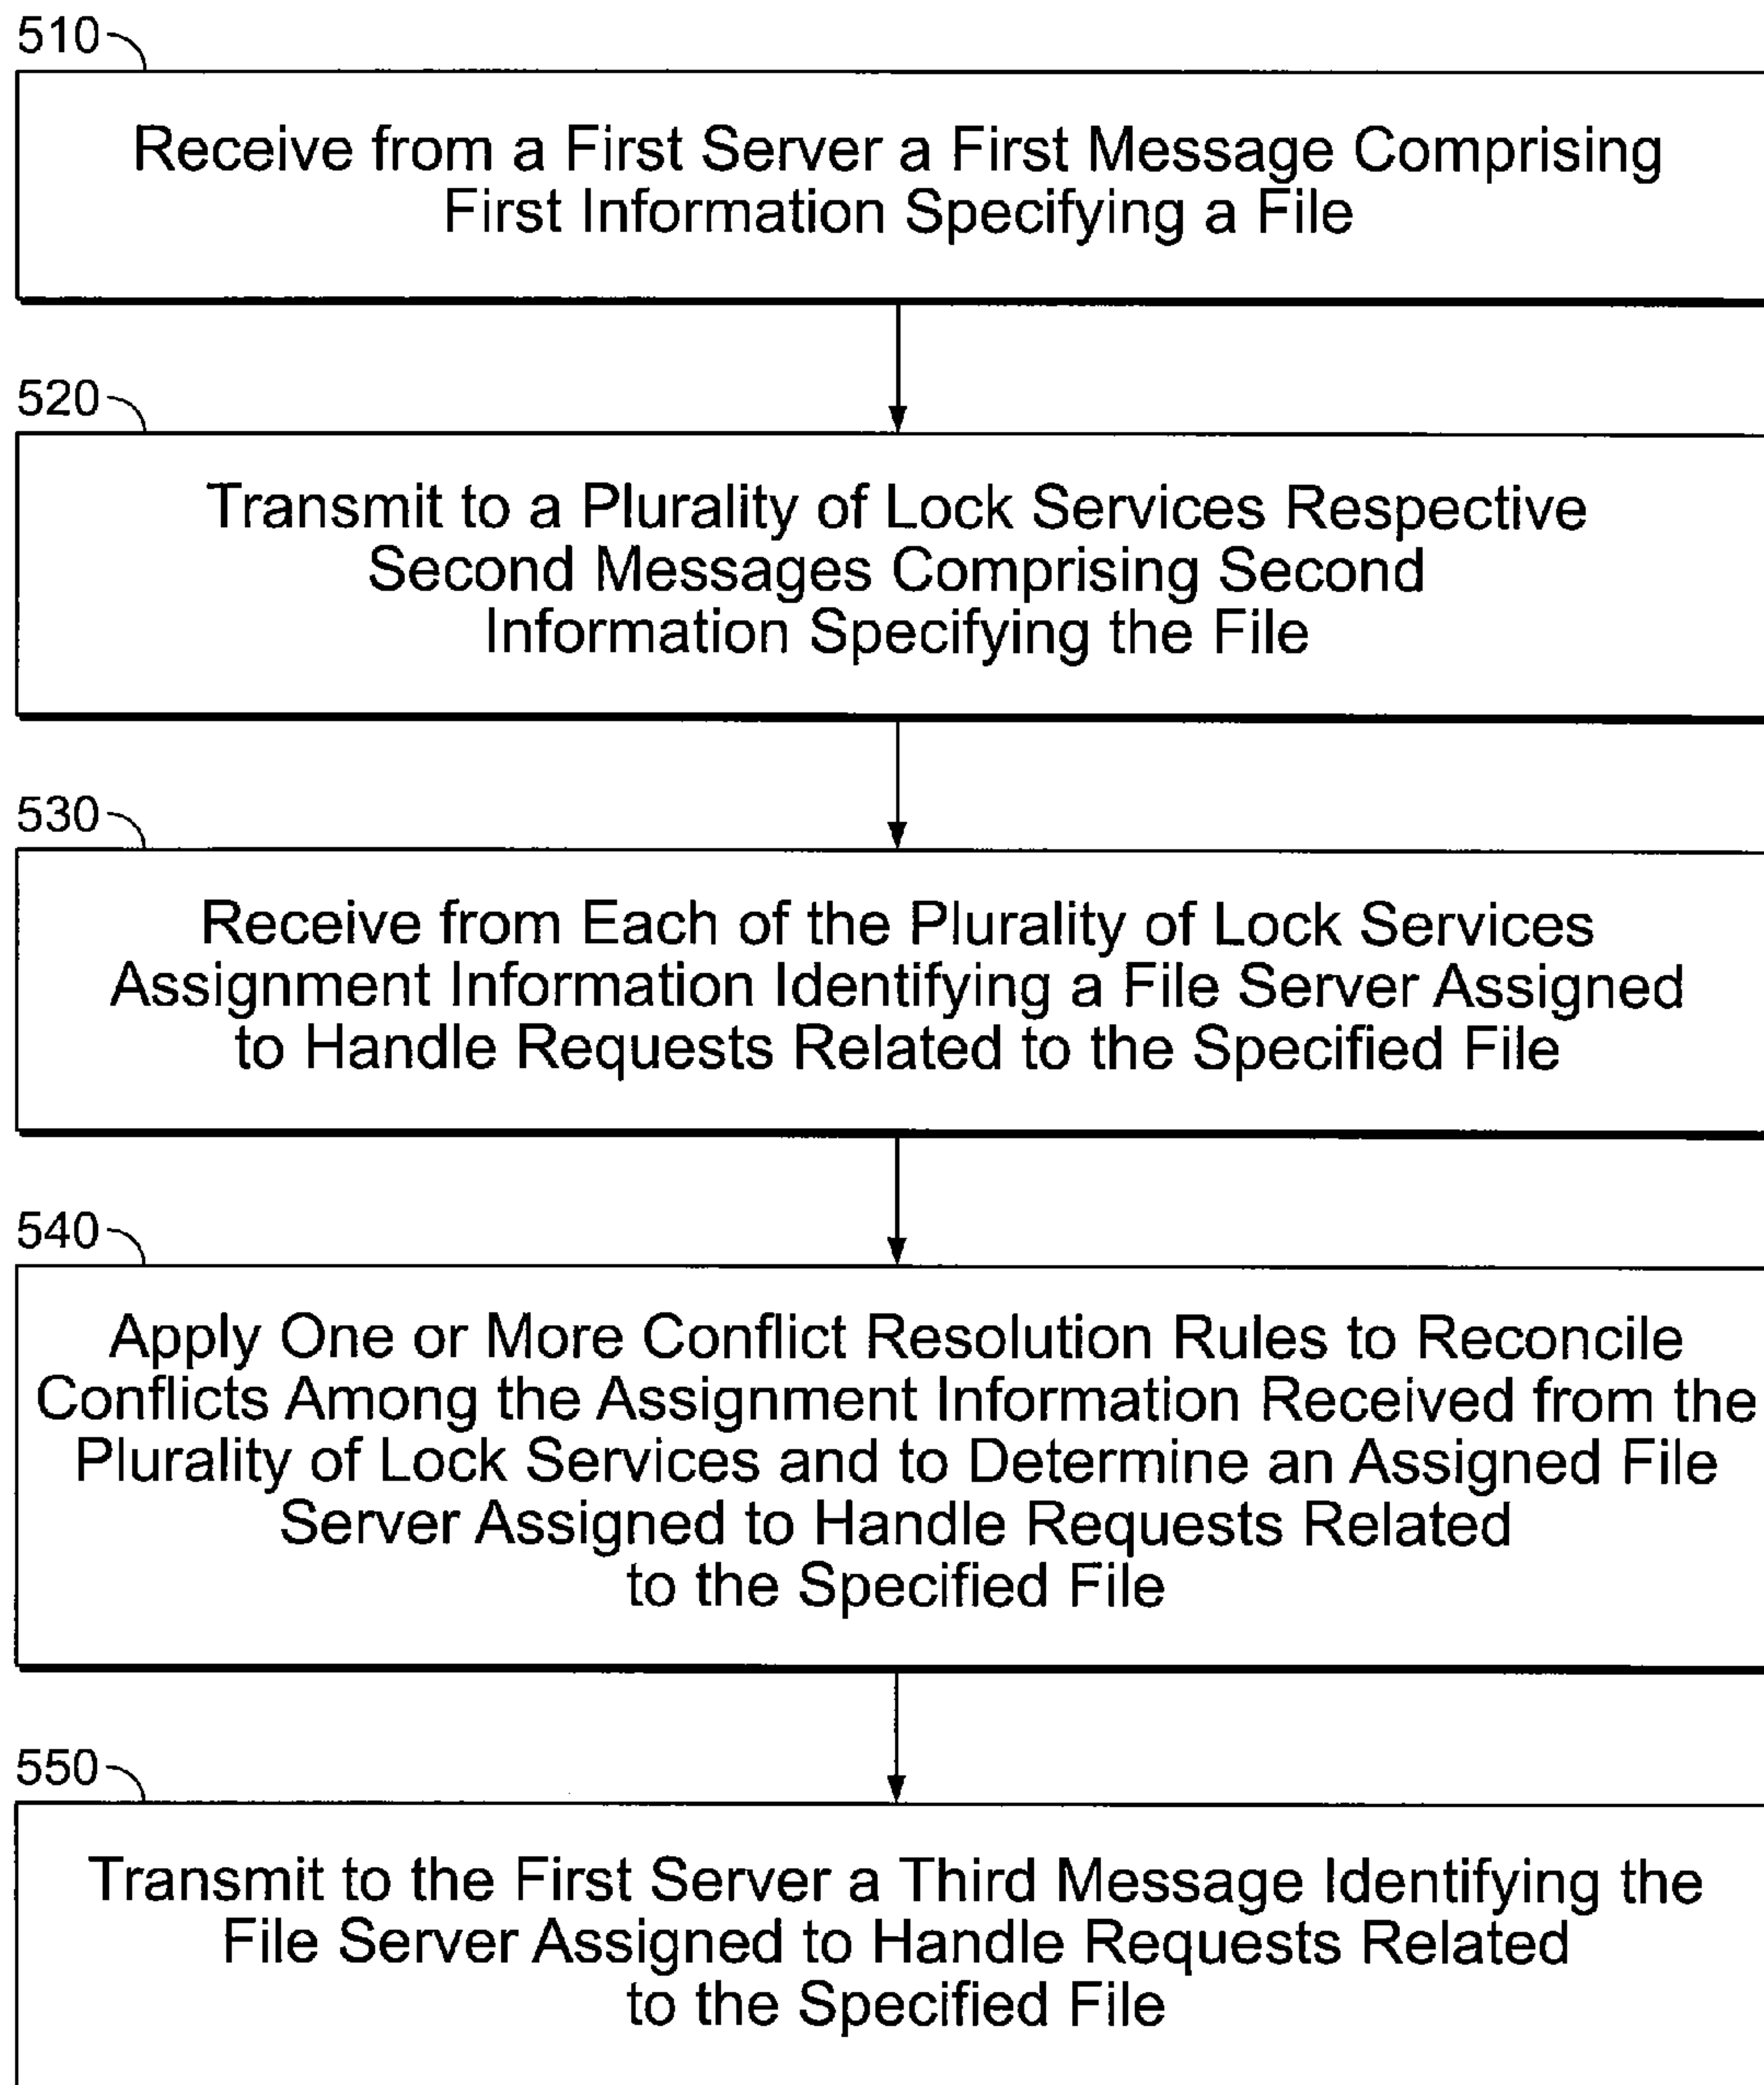 510
Receive from a First Server a First Message Comprising
First Information Specifying a File
520
Transmit to a Plurality of Lock Services Respective
Second Messages Comprising Second
Information Specifying the File
530
Receive from Each of the Plurality of Lock Services
Assignment Information Identifying a File Server Assigned
to Handle Requests Related to the Specified File
540
Apply One or More Conflict Resolution Rules to Reconcile
Conflicts Among the Assignment Information Received from the
Plurality of Lock Services and to Determine an Assigned File
Server Assigned to Handle Requests Related
to the Specified File
550
Transmit to the First Server a Third Message Identifying the
File Server Assigned to Handle Requests Related
to the Specified File